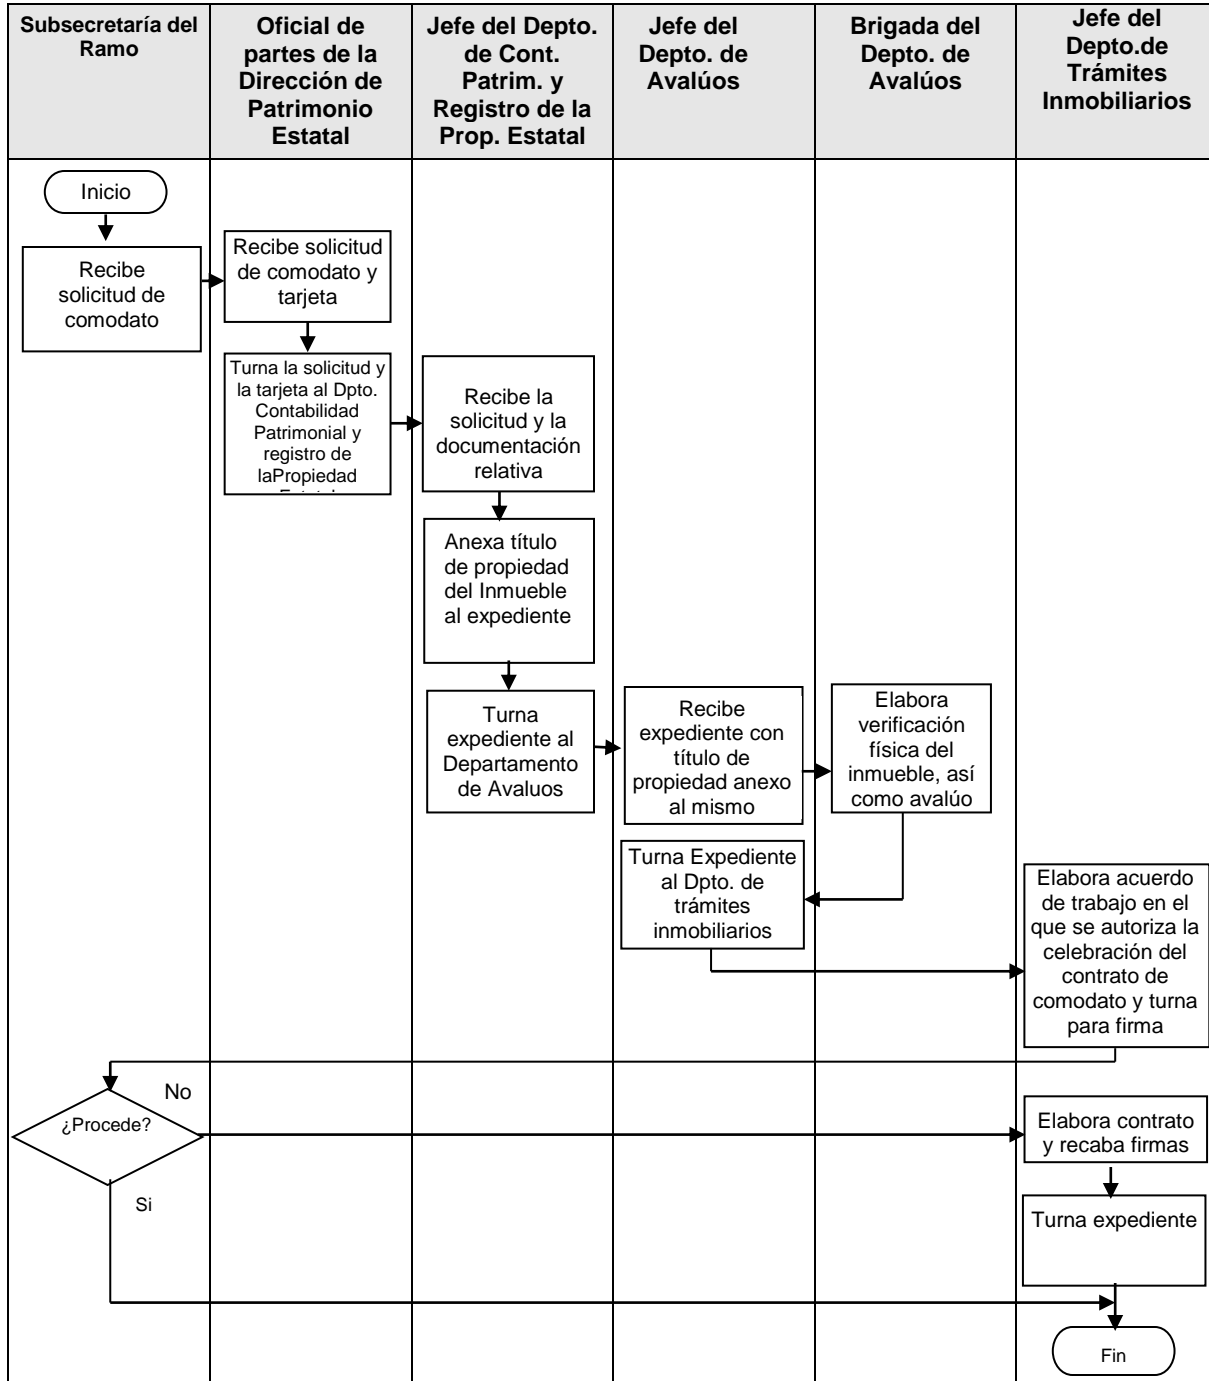 Subsecretaría del
Ramo
Oficial de
partes de la
Dirección de
Patrimonio
Estatal
Jefe del Depto.
de Cont.
Patrim. y
Registro de la
Prop. Estatal
Jefe del
Depto. de
Avalúos
Brigada del
Depto. de
Avalúos
Jefe del
Depto.de
Trámites
Inmobiliarios
Inicio
Recibe
solicitud de
comodato
Recibe solicitud
de comodato y
tarjeta
Turna la solicitud y
la tarjeta al Dpto.
Contabilidad
Patrimonial y
registro de
laPropiedad
Recibe la
solicitud y la
documentación
relativa
Anexa título
de propiedad
del Inmueble
al expediente
Turna
expediente al
Departamento
de Avaluos
Recibe
expediente con
título de
propiedad anexo
al mismo
Elabora
verificación
física del
inmueble, así
como avalúo
Turna Expediente
al Dpto. de
trámites
inmobiliarios
Elabora acuerdo
de trabajo en el
que se autoriza la
celebración del
contrato de
comodato y turna
para firma
No
¿Procede?
Si
Elabora contrato
y recaba firmas
Turna expediente
Fin